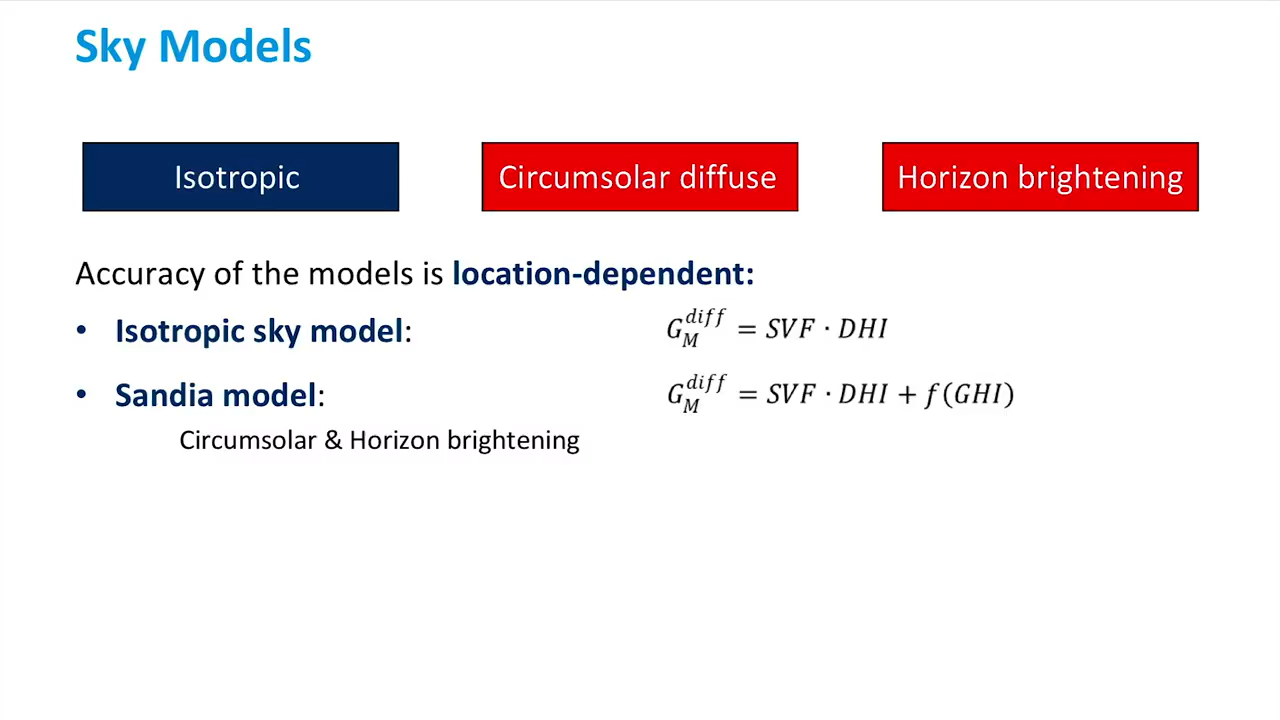 Sky Models
Isotropic
Circumsolar diffuse
Horizon brightening
Accuracy of the models is location-dependent:
• Isotropic sky model: G_M^{diff} = SVF · DHI
• Sandia model: G_M^{diff} = SVF · DHI + f(GHI)
Circumsolar & Horizon brightening